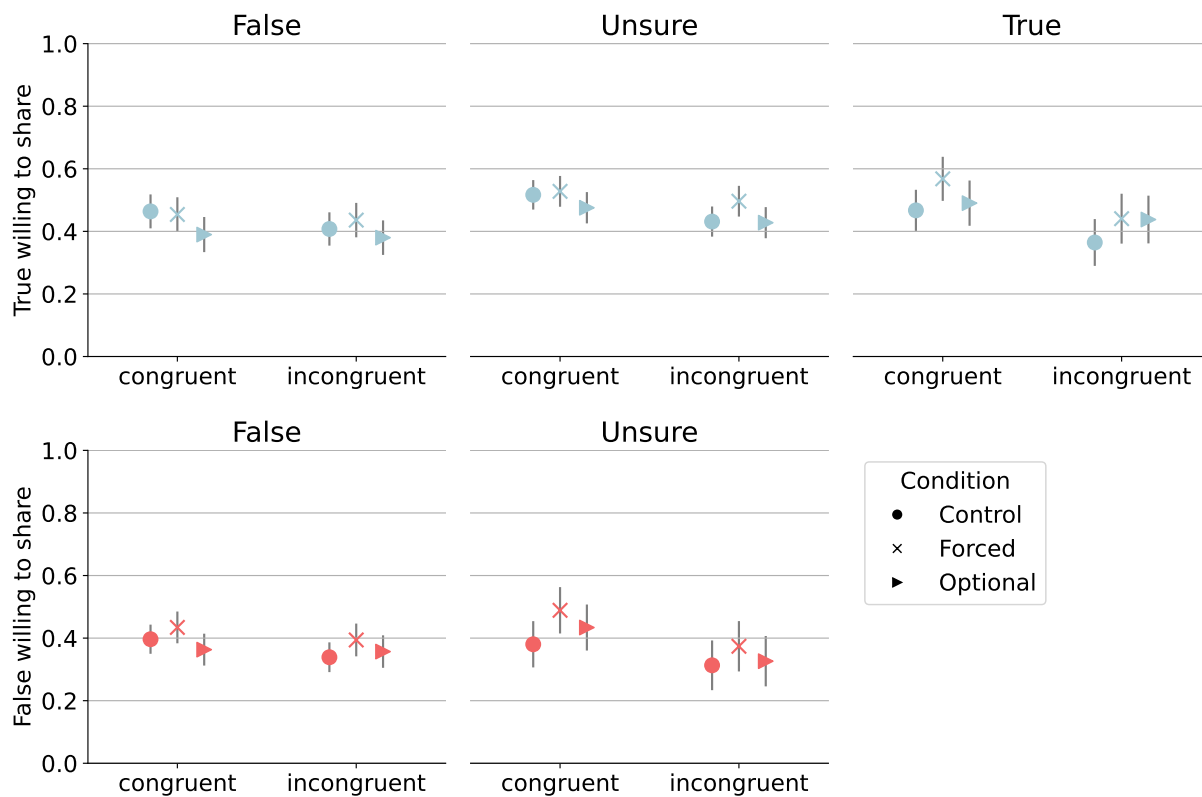 False
Unsure
True
True willing to share
1.0
0.8
0.6
0.4
0.2
0.0
congruent incongruent
congruent incongruent
congruent incongruent
False
Unsure
False willing to share
1.0
0.8
0.6
0.4
0.2
0.0
congruent incongruent
congruent incongruent
Condition
Control
Forced
Optional